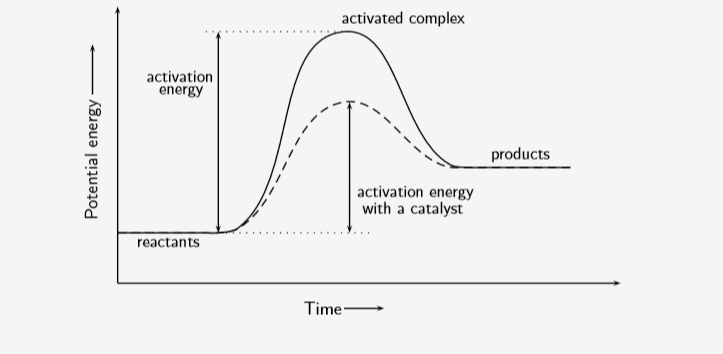 activated complex
activation
energy
Potential energy
products
activation energy
with a catalyst
reactants
Time